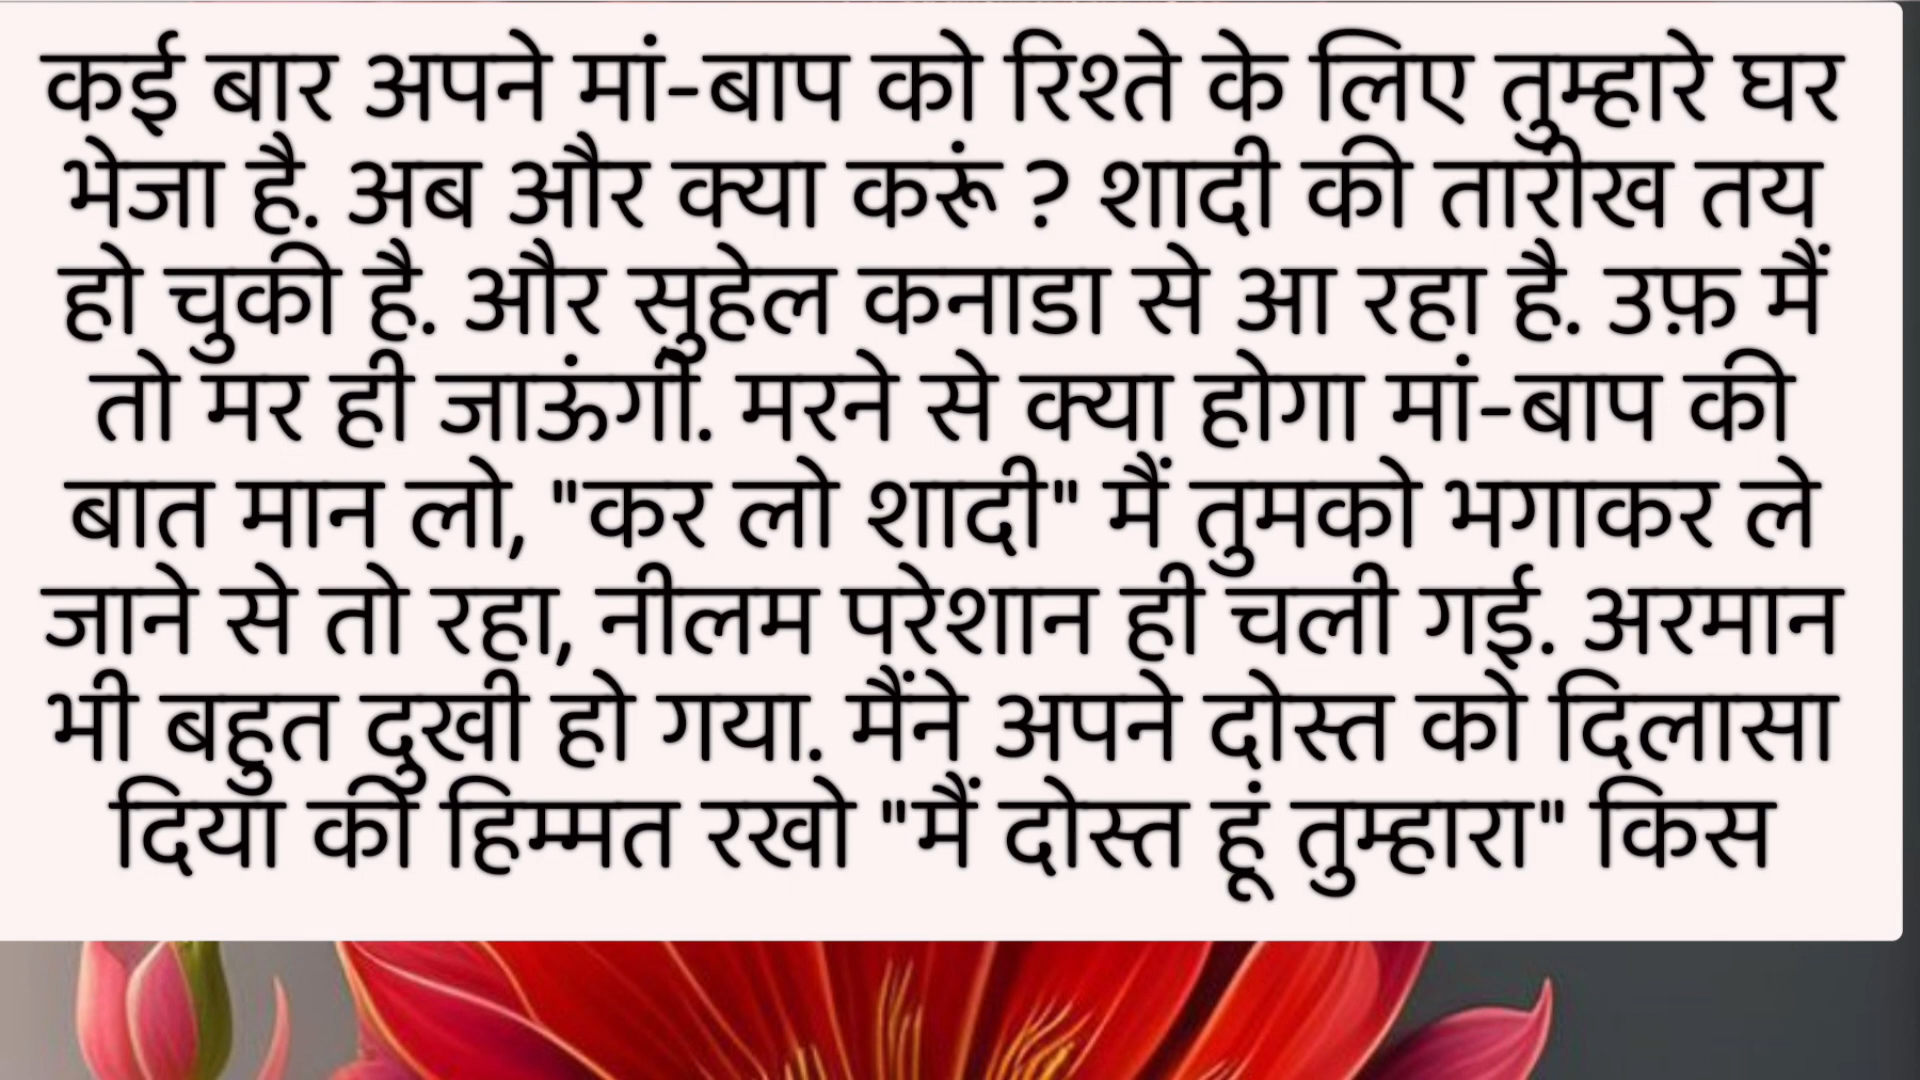 कई बार अपने मां-बाप को रिश्ते के लिए तुम्हारे घर
भेजा है. अब और क्या करूं ? शादी की तारीख तय
हो चुकी है. और सुहेल कनाडा से आ रहा है. उफ़ मैं
तो मर ही जाऊंगी. मरने से क्या होगा मां-बाप की
बात मान लो, "कर लो शादी" मैं तुमको भगाकर ले
जाने से तो रहा, नीलम परेशान ही चली गई. अरमान
भी बहुत दुखी हो गया. मैंने अपने दोस्त को दिलासा
दिया की हिम्मत रखो "मैं दोस्त हूं तुम्हारा" किस